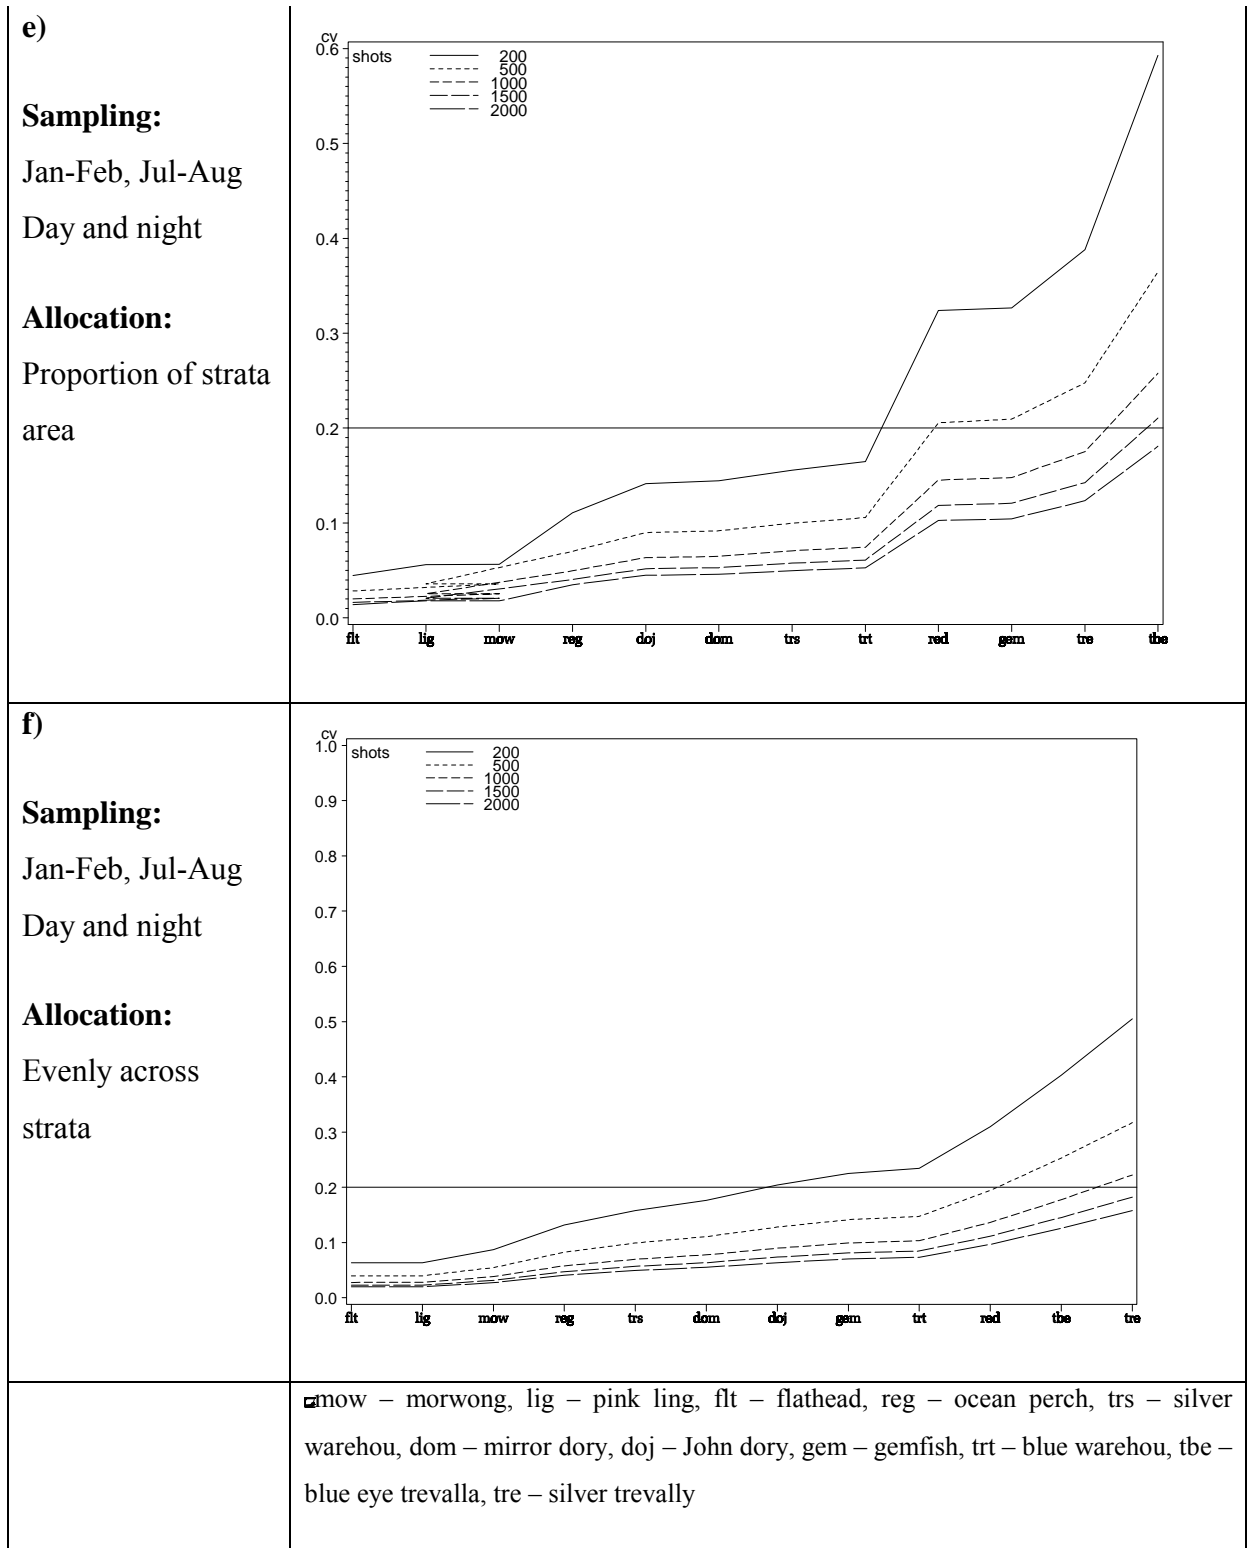 e)
Sampling:
Jan-Feb, Jul-Aug
Day and night
Allocation:
Proportion of strata
area
cv
0.6
shots
200
500
1000
1500
2000
0.5
0.4
0.3
0.2
0.1
0.0
flt lig mow reg doj dom trs trt red gem tre tbe
f)
Sampling:
Jan-Feb, Jul-Aug
Day and night
Allocation:
Evenly across
strata
cv
1.0
shots
200
500
1000
1500
2000
0.9
0.8
0.7
0.6
0.5
0.4
0.3
0.2
0.1
0.0
flt lig mow reg trs dom doj gem trt red tbe tre
mow – morwong, lig – pink ling, flt – flathead, reg – ocean perch, trs – silver
warehou, dom – mirror dory, doj – John dory, gem – gemfish, trt – blue warehou, tbe –
blue eye trevalla, tre – silver trevally